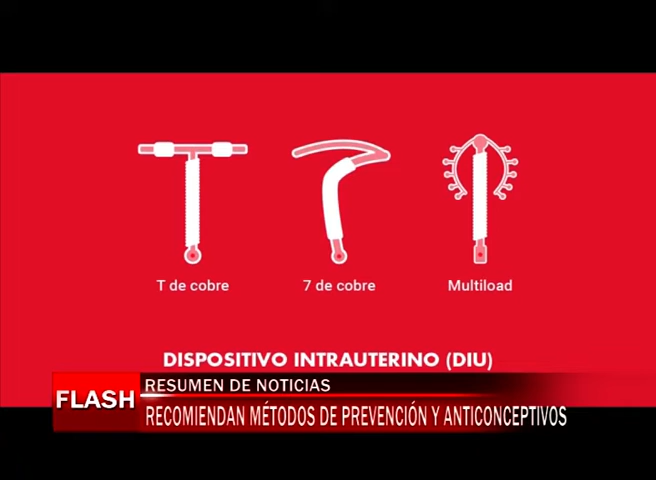 T de cobre
7 de cobre
Multiload
DISPOSITIVO INTRAUTERINO (DIU)
FLASH
RESUMEN DE NOTICIAS
RECOMIENDAN MÉTODOS DE PREVENCIÓN Y ANTICONCEPTIVOS